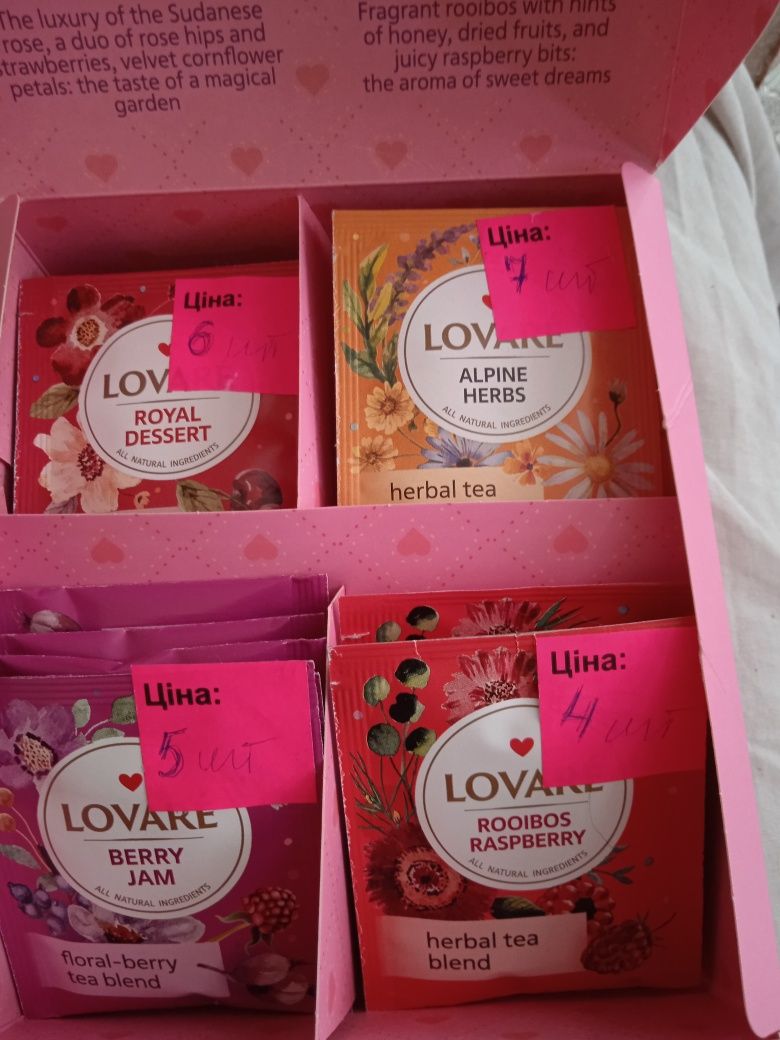 The luxury of the Sudanese
rose, a duo of rose hips and
strawberries, velvet cornflower
petals: the taste of a magical
garden
Fragrant rooibos with hints
of honey, dried fruits, and
juicy raspberry bits:
the aroma of sweet dreams
Ціна:
6 шт
LOVARE
ROYAL
DESSERT
ALL NATURAL INGREDIENTS
Ціна:
7 шт
LOVARE
ALPINE
HERBS
ALL NATURAL INGREDIENTS
herbal tea
Ціна:
5 шт
LOVARE
BERRY
JAM
ALL NATURAL INGREDIENTS
floral-berry
tea blend
Ціна:
4 шт
LOVARE
ROOIBOS
RASPBERRY
ALL NATURAL INGREDIENTS
herbal tea
blend